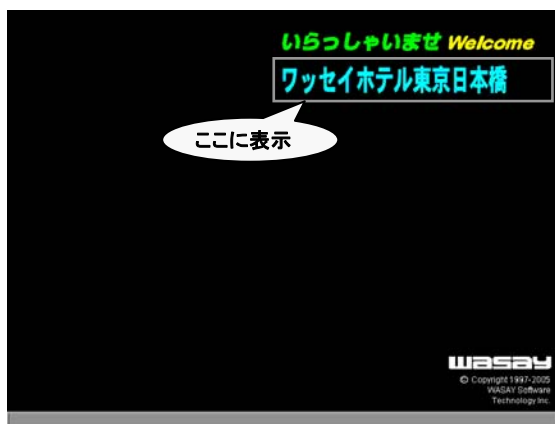 いらっしゃいませ Welcome
ワッセイホテル東京日本橋
ここに表示
wasay
© Copyright 1997-2005
WASAY Software
Technology Inc.